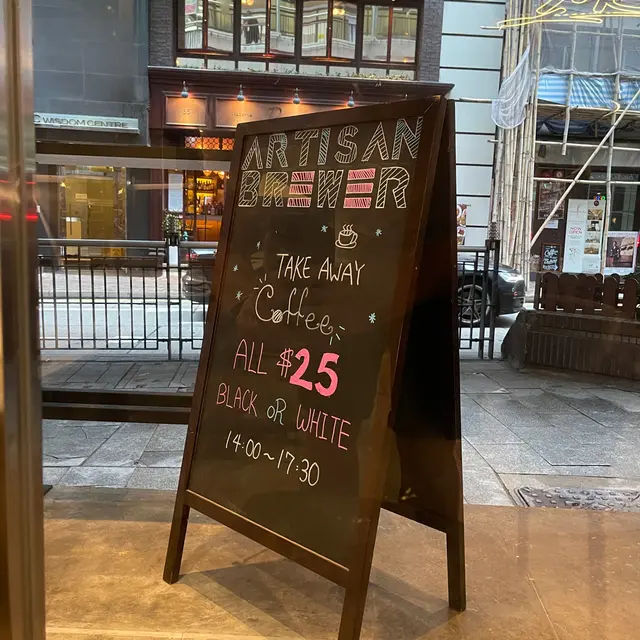 WISDOM CENTRE
ARTISAN
BREWER
TAKE AWAY
Coffee
ALL $25
BLACK OR WHITE
14:00~17:30